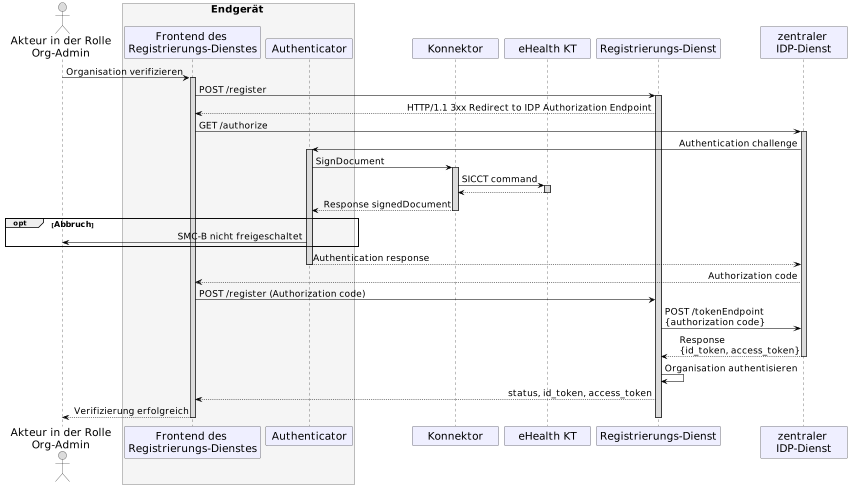 Endgerät
Akteur in der Rolle
Org-Admin
Frontend des
Registrierungs-Dienstes
Authenticator
Konnektor
eHealth KT
Registrierungs-Dienst
zentraler
IDP-Dienst
Organisation verifizieren
POST /register
HTTP/1.1 3xx Redirect to IDP Authorization Endpoint
GET /authorize
Authentication challenge
SignDocument
SICCT command
Response signedDocument
opt [Abbruch]
SMC-B nicht freigeschaltet
Authentication response
Authorization code
POST /register (Authorization code)
POST /tokenEndpoint
{authorization code}
Response
{id_token, access_token}
Organisation authentisieren
status, id_token, access_token
Verifizierung erfolgreich
Akteur in der Rolle
Org-Admin
Frontend des
Registrierungs-Dienstes
Authenticator
Konnektor
eHealth KT
Registrierungs-Dienst
zentraler
IDP-Dienst